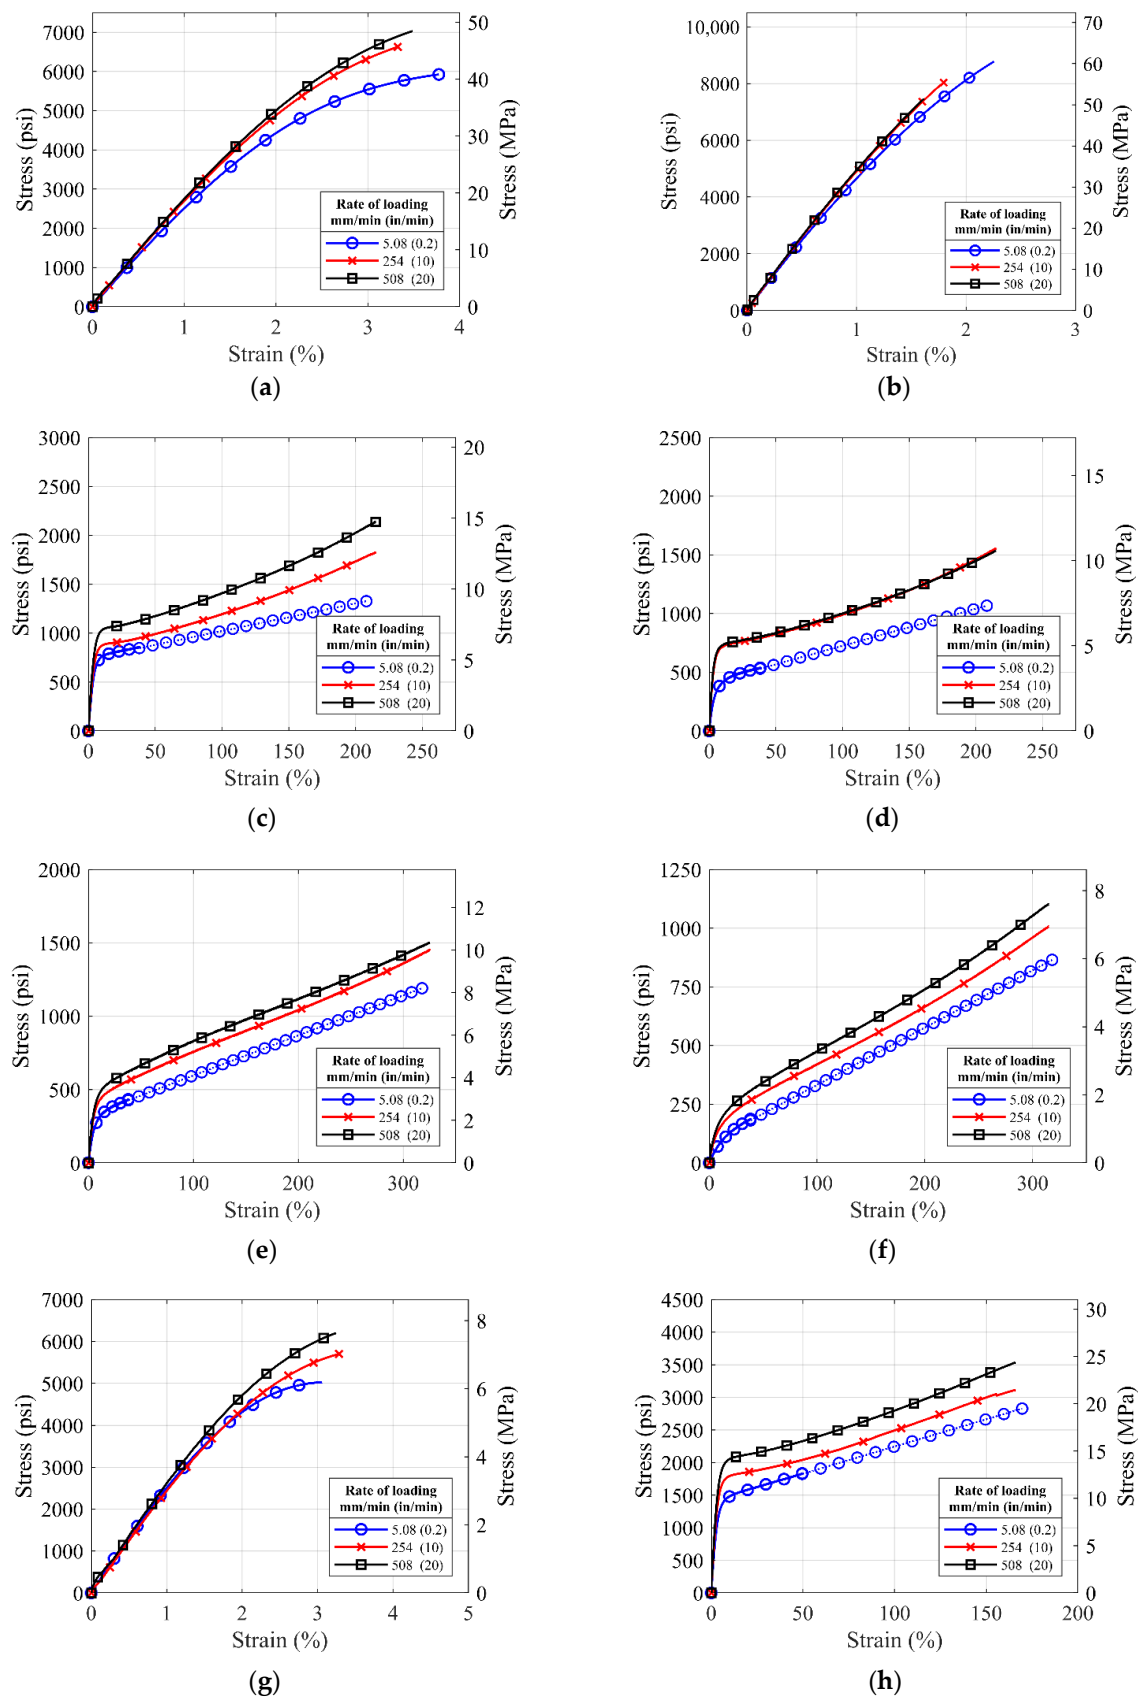 7000
6000
5000
4000
3000
2000
1000
0
Stress (psi)
50
40
30
20
10
0
Stress (MPa)
Rate of loading
mm/min (in/min)
5.08 (0.2)
254 (10)
508 (20)
0 1 2 3 4
Strain (%)
(a)
10,000
8000
6000
4000
2000
0
Stress (psi)
70
60
50
40
30
20
10
0
Stress (MPa)
Rate of loading
mm/min (in/min)
5.08 (0.2)
254 (10)
508 (20)
0 1 2 3
Strain (%)
(b)
3000
2500
2000
1500
1000
500
0
Stress (psi)
20
15
10
5
0
Stress (MPa)
Rate of loading
mm/min (in/min)
5.08 (0.2)
254 (10)
508 (20)
0 50 100 150 200 250
Strain (%)
(c)
2500
2000
1500
1000
500
0
Stress (psi)
15
10
5
0
Stress (MPa)
Rate of loading
mm/min (in/min)
5.08 (0.2)
254 (10)
508 (20)
0 50 100 150 200 250
Strain (%)
(d)
2000
1500
1000
500
0
Stress (psi)
12
10
8
6
4
2
0
Stress (MPa)
Rate of loading
mm/min (in/min)
5.08 (0.2)
254 (10)
508 (20)
0 100 200 300
Strain (%)
(e)
1250
1000
750
500
250
0
Stress (psi)
8
6
4
2
0
Stress (MPa)
Rate of loading
mm/min (in/min)
5.08 (0.2)
254 (10)
508 (20)
0 100 200 300
Strain (%)
(f)
7000
6000
5000
4000
3000
2000
1000
0
Stress (psi)
8
6
4
2
0
Stress (MPa)
Rate of loading
mm/min (in/min)
5.08 (0.2)
254 (10)
508 (20)
0 1 2 3 4 5
Strain (%)
(g)
4500
4000
3500
3000
2500
2000
1500
1000
500
0
Stress (psi)
30
25
20
15
10
5
0
Stress (MPa)
Rate of loading
mm/min (in/min)
5.08 (0.2)
254 (10)
508 (20)
0 50 100 150 200
Strain (%)
(h)